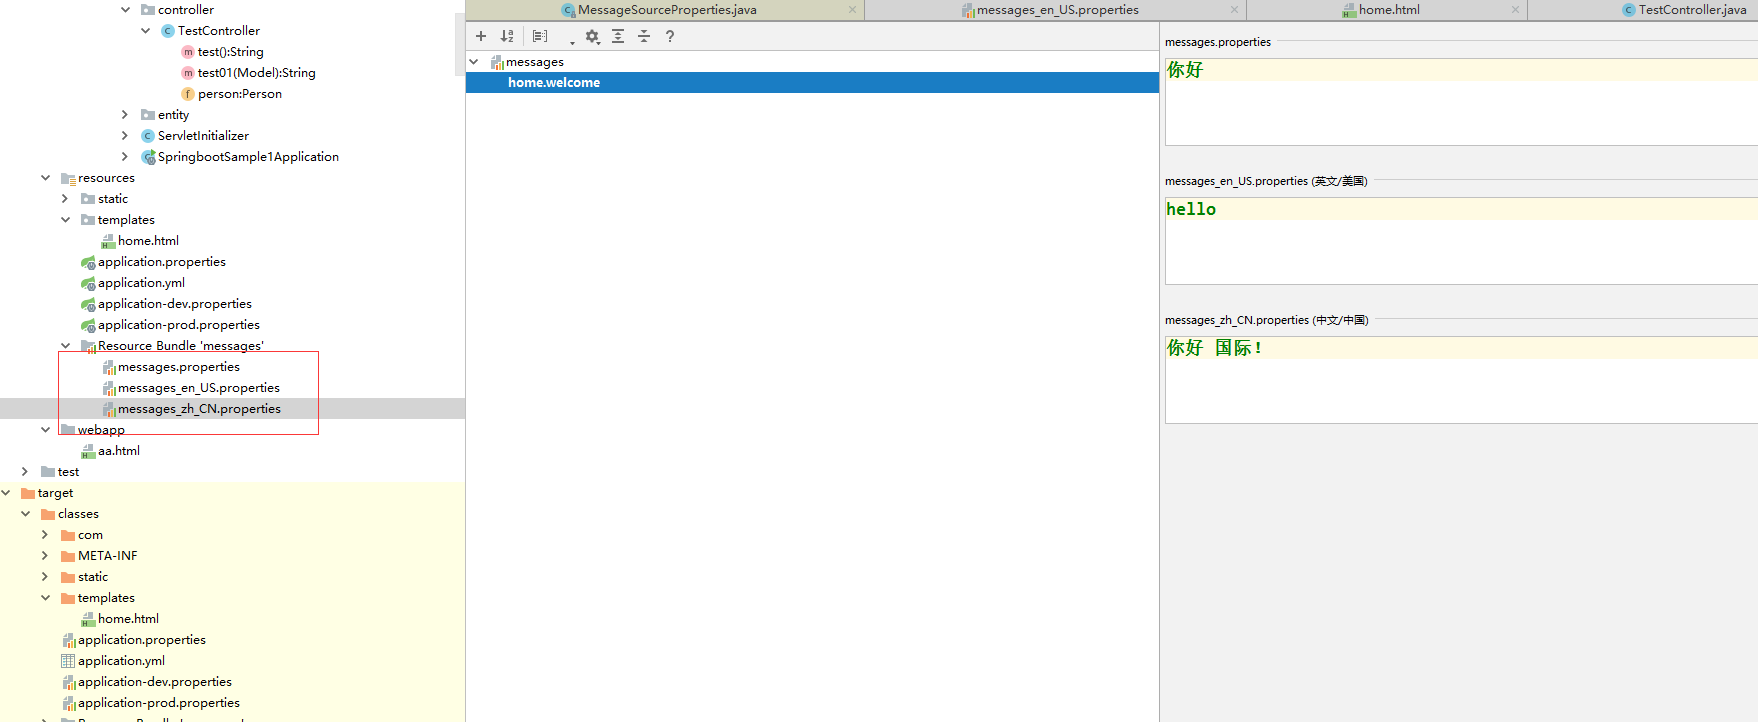 controller
TestController
test():String
test01(Model):String
person:Person
entity
ServletInitializer
SpringbootSample1Application
resources
static
templates
home.html
application.properties
application.yml
application-dev.properties
application-prod.properties
Resource Bundle 'messages'
messages.properties
messages_en_US.properties
messages_zh_CN.properties
webapp
aa.html
test
target
classes
com
META-INF
static
templates
home.html
application.properties
application.yml
application-dev.properties
application-prod.properties
MessageSourceProperties.java
messages_en_US.properties
home.html
TestController.java
messages
home.welcome
messages.properties
你好
messages_en_US.properties (英文/美国)
hello
messages_zh_CN.properties (中文/中国)
你好 国际!